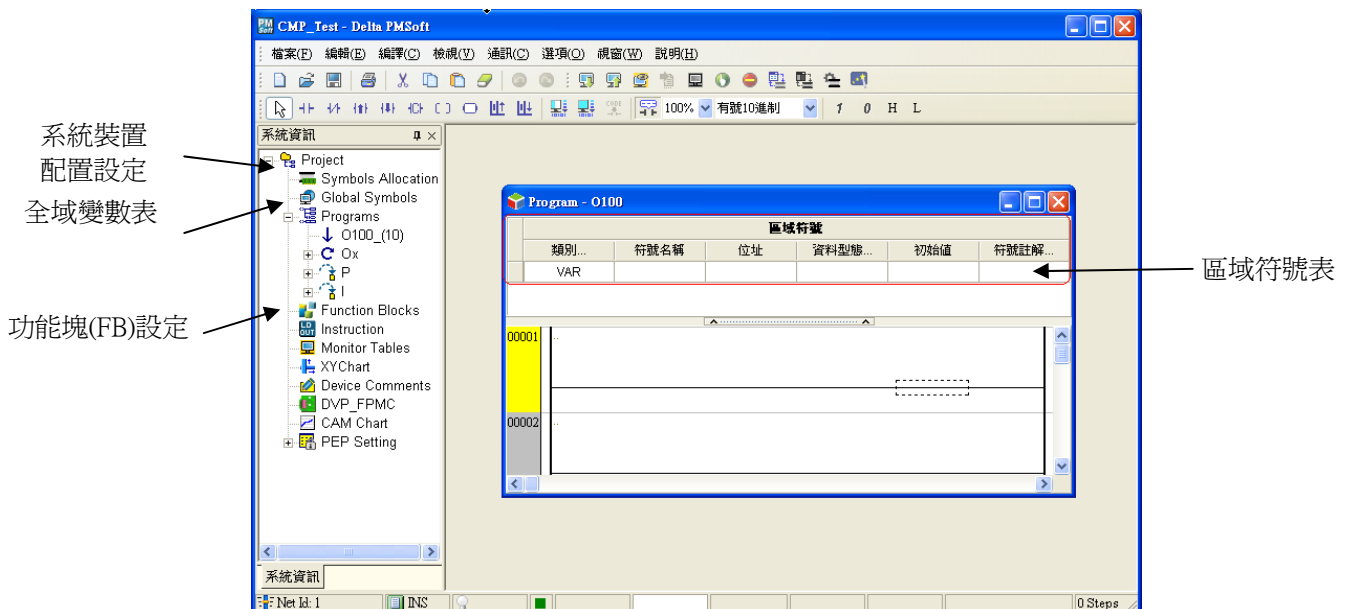 CMP_Test - Delta PMSoft
檔案(F) 編輯(E) 編譯(C) 檢視(V) 通訊(C) 選項(O) 視窗(W) 說明(H)
100% 有號10進制 1 0 H L
系統裝置
配置設定
全域變數表
功能塊(FB)設定
系統資訊
Project
Symbols Allocation
Global Symbols
Programs
O100_(10)
Ox
P
I
Function Blocks
Instruction
Monitor Tables
XYChart
Device Comments
DVP_FPMC
CAM Chart
PEP Setting
系統資訊
Program - O100
區域符號
類別... 符號名稱 位址 資料型態... 初始值 符號註解...
VAR
00001
00002
區域符號表
Net Id: 1 INS 0 Steps